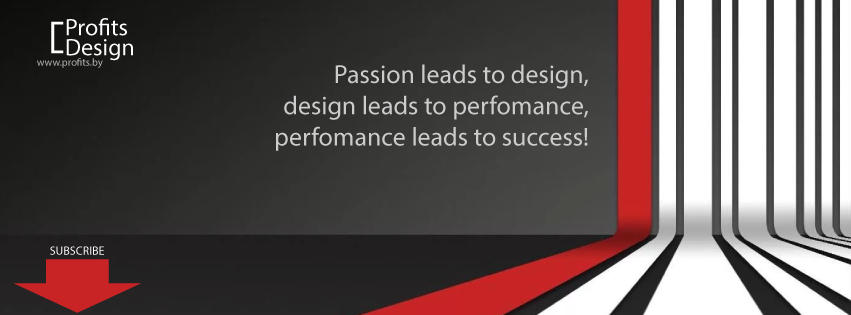 Profits
Design
www.profits.by
Passion leads to design,
design leads to perfomance,
perfomance leads to success!
SUBSCRIBE